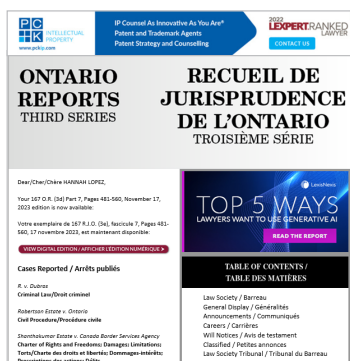 PCK
INTELLECTUAL
PROPERTY
www.pckip.com
IP Counsel As Innovative As You Are®
Patent and Trademark Agents
Patent Strategy and Counselling
2022
LEXPERT RANKED
LAWYER
CONTACT US
ONTARIO
REPORTS
THIRD SERIES
RECUEIL DE
JURISPRUDENCE
DE L'ONTARIO
TROISIÈME SÉRIE
Dear/Cher/Chère HANNAH LOPEZ,
Your 167 O.R. (3d) Part 7, Pages 481-560, November 17,
2023 edition is now available:
Votre exemplaire de 167 R.J.O. (3e), fascicule 7, Pages 481-
560, 17 novembre 2023, est maintenant disponible:
VIEW DIGITAL EDITION / AFFICHER L'ÉDITION NUMÉRIQUE
Cases Reported / Arrêts publiés
R. v. Dubras
Criminal Law/Droit criminel
Robertson Estate v. Ontario
Civil Procedure/Procédure civile
Shanthakumar Estate v. Canada Border Services Agency
Charter of Rights and Freedoms; Damages; Limitations;
Torts/Charte des droits et libertés; Dommages-intérêts;
Prescriptions des actions; Délits
LexisNexis
TOP 5 WAYS
LAWYERS WANT TO USE GENERATIVE AI
READ THE REPORT
TABLE OF CONTENTS /
TABLE DES MATIÈRES
Law Society / Barreau
General Display / Généralités
Announcements / Communiqués
Careers / Carrières
Will Notices / Avis de testament
Classified / Petites annonces
Law Society Tribunal / Tribunal du Barreau